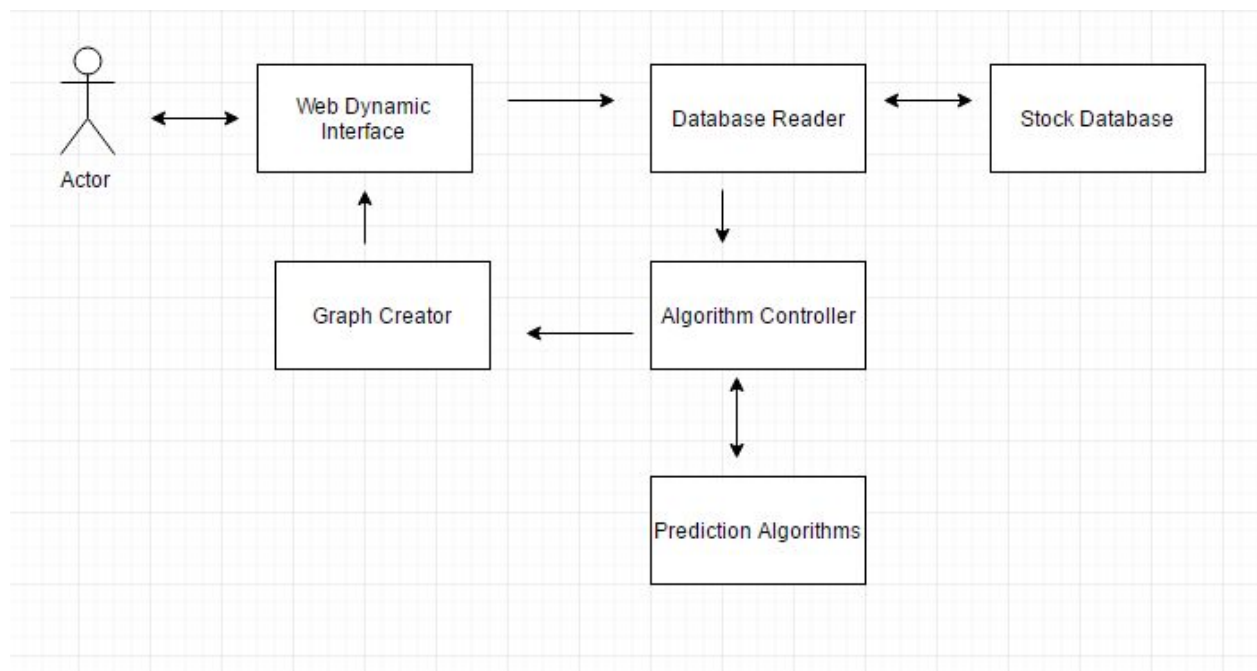 Web Dynamic
Interface
Database Reader
Stock Database
Actor
Graph Creator
Algorithm Controller
Prediction Algorithms